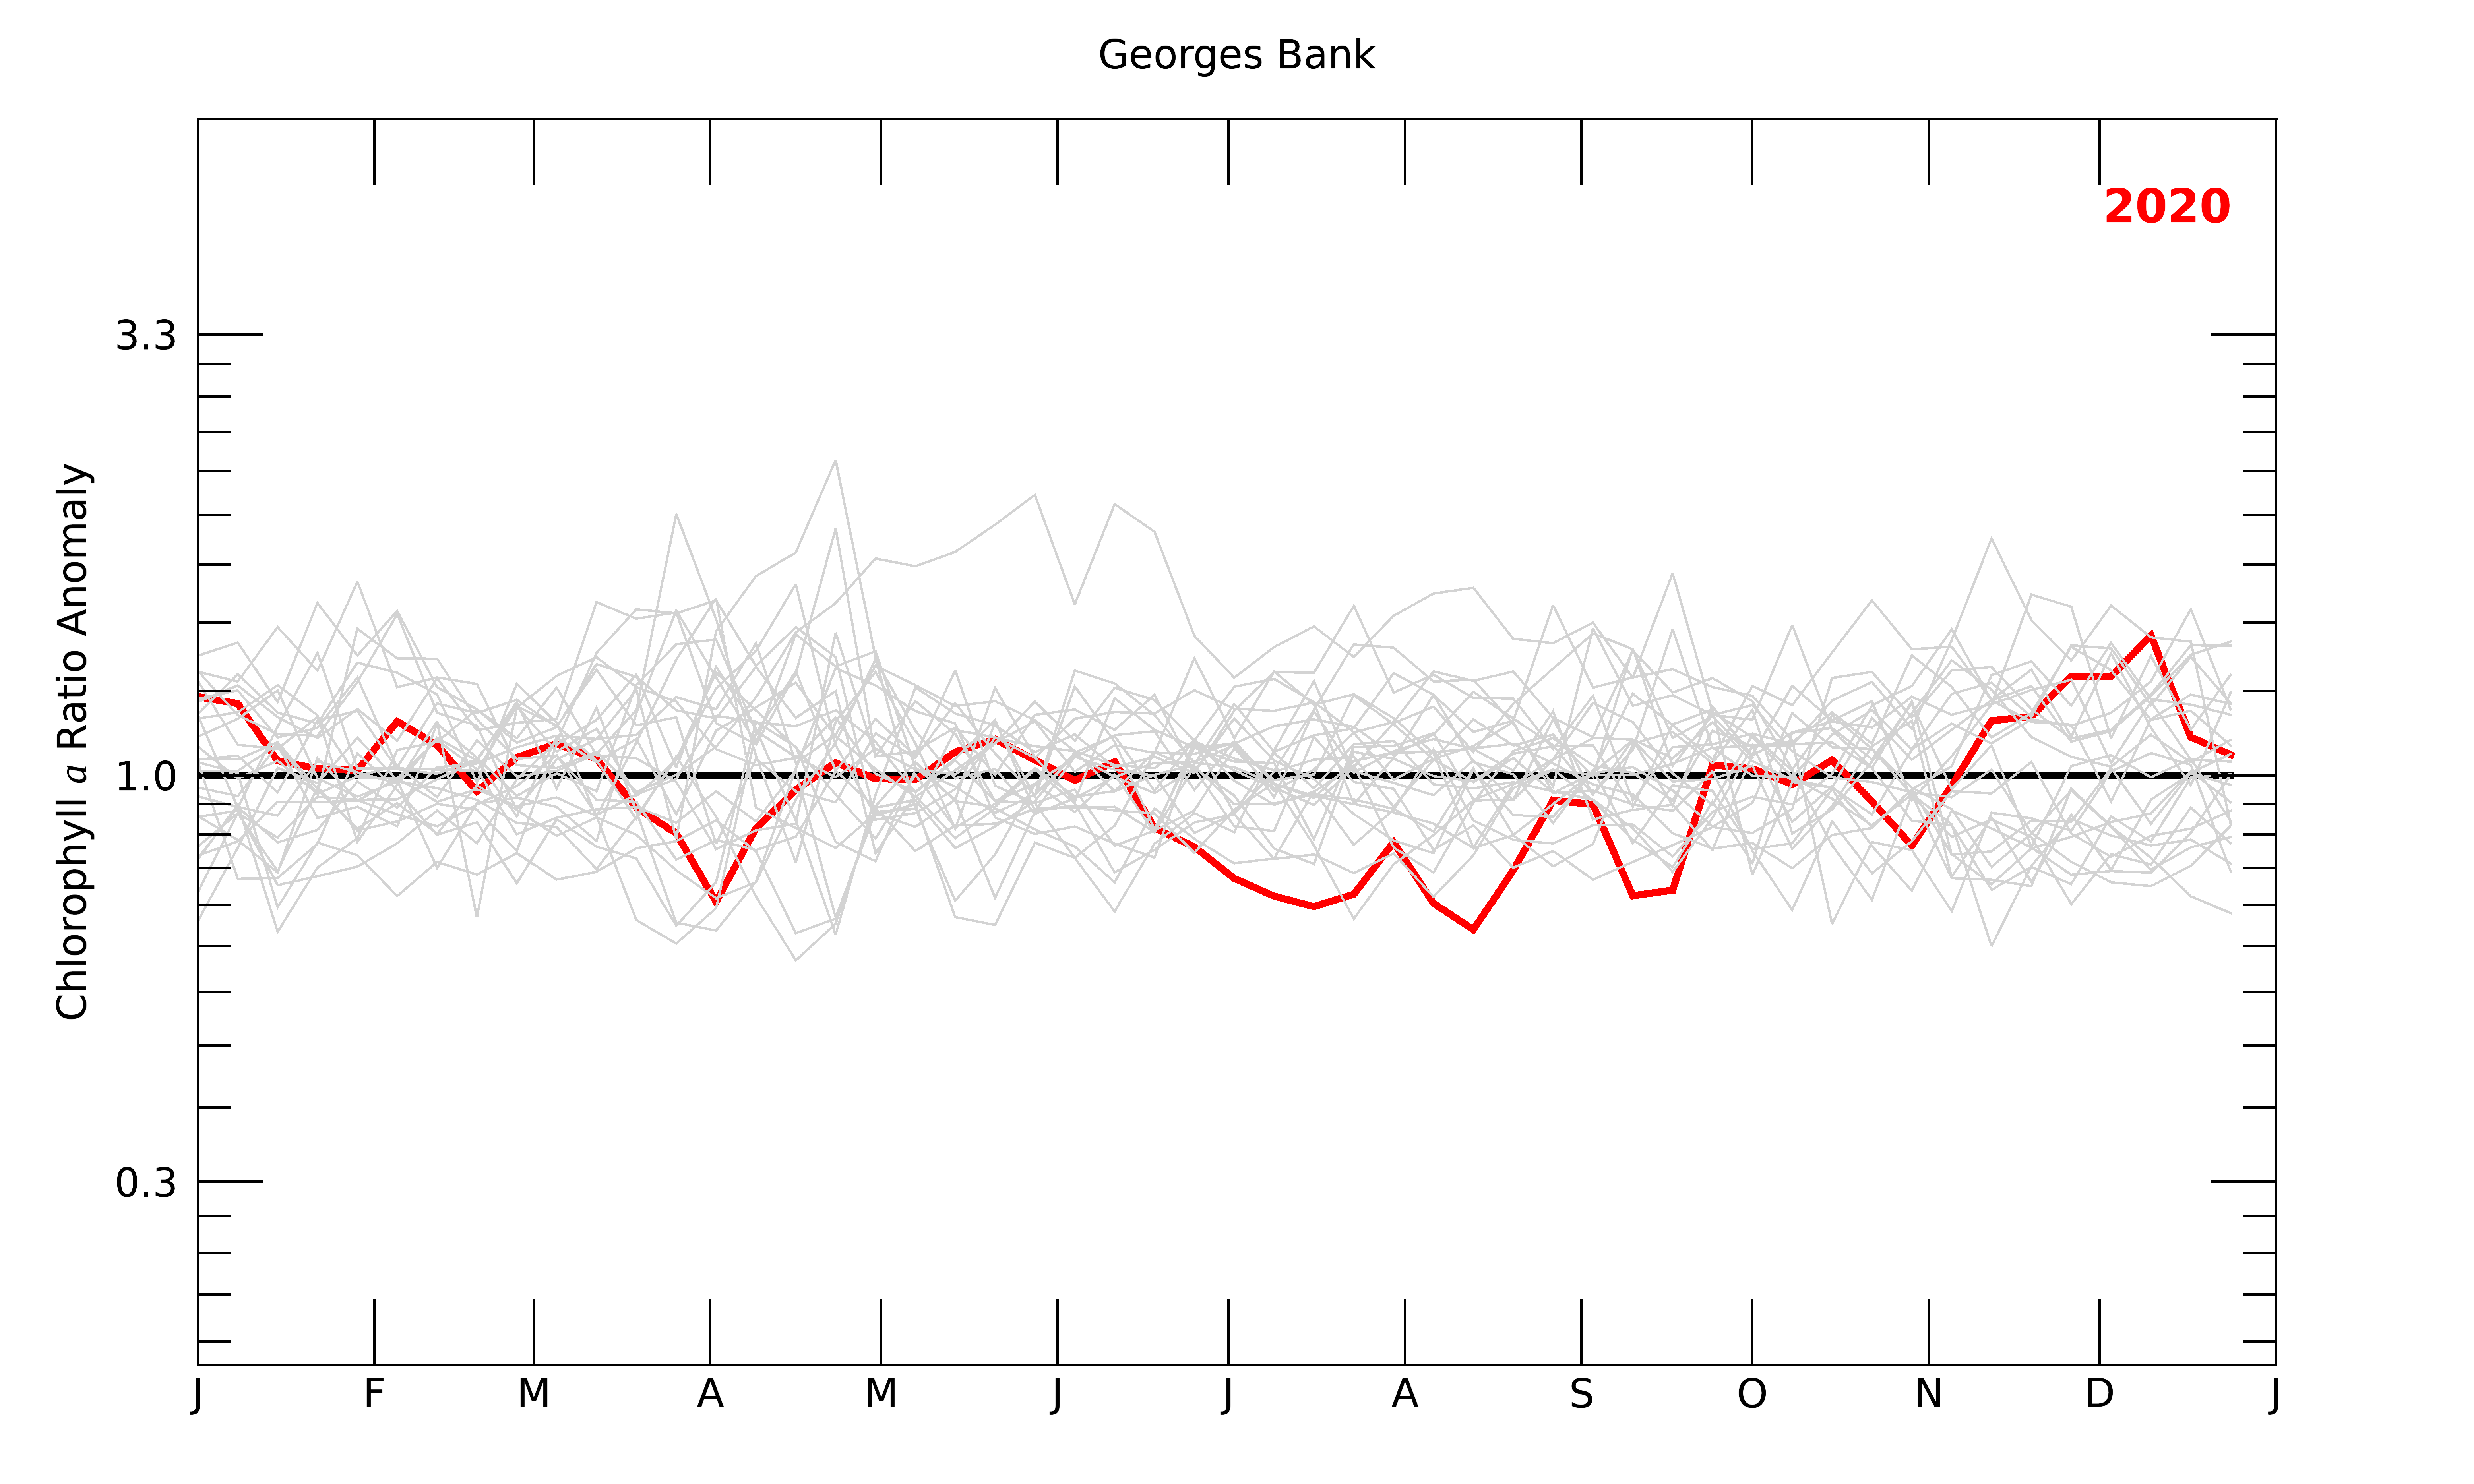 Georges Bank
2020
Chlorophyll a Ratio Anomaly
3.3
1.0
0.3
J F M A M J J A S O N D J